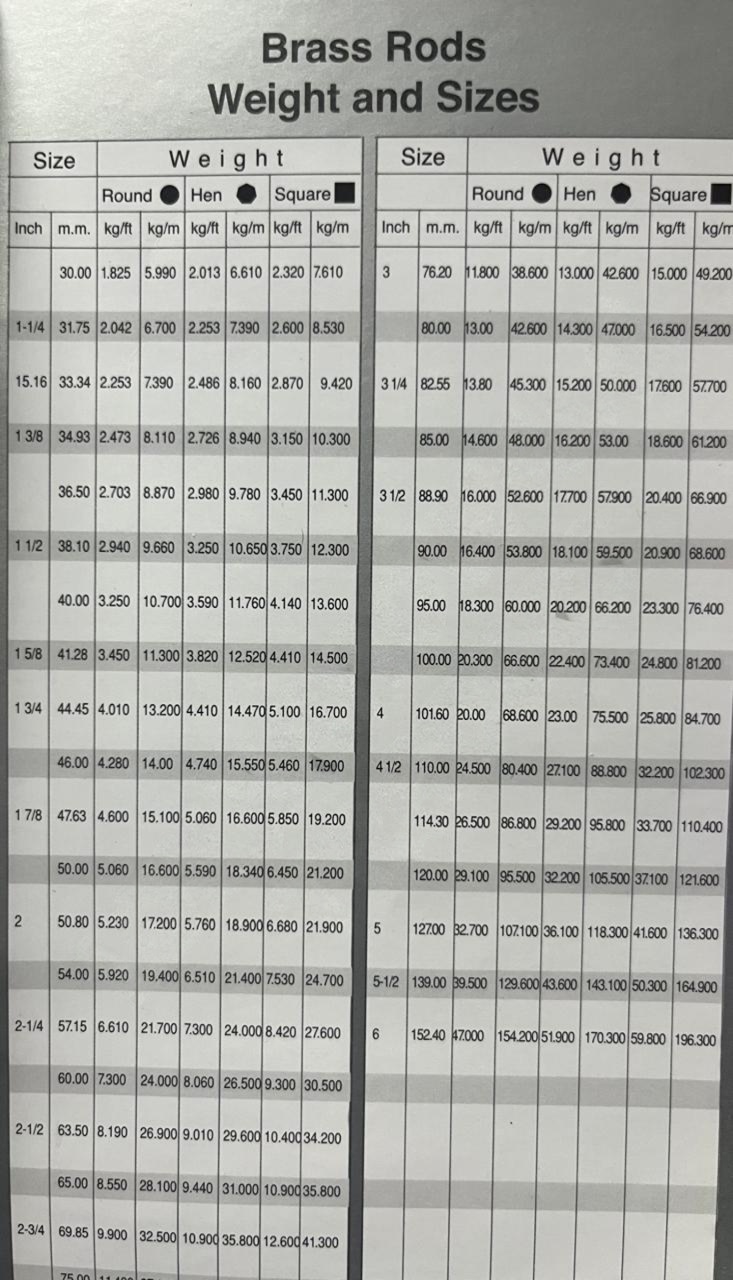 Brass Rods
Weight and Sizes
Size Weight
Round Hen Square
Inch m.m. kg/ft kg/m kg/ft kg/m kg/ft kg/m
30.00 1.825 5.990 2.013 6.610 2.320 7.610
1-1/4 31.75 2.042 6.700 2.253 7.390 2.600 8.530
15.16 33.34 2.253 7.390 2.486 8.160 2.870 9.420
1 3/8 34.93 2.473 8.110 2.726 8.940 3.150 10.300
36.50 2.703 8.870 2.980 9.780 3.450 11.300
1 1/2 38.10 2.940 9.660 3.250 10.650 3.750 12.300
40.00 3.250 10.700 3.590 11.760 4.140 13.600
1 5/8 41.28 3.450 11.300 3.820 12.520 4.410 14.500
1 3/4 44.45 4.010 13.200 4.410 14.470 5.100 16.700
46.00 4.280 14.00 4.740 15.550 5.460 17.900
1 7/8 47.63 4.600 15.100 5.060 16.600 5.850 19.200
50.00 5.060 16.600 5.590 18.340 6.450 21.200
2 50.80 5.230 17.200 5.760 18.900 6.680 21.900
54.00 5.920 19.400 6.510 21.400 7.530 24.700
2-1/4 57.15 6.610 21.700 7.300 24.000 8.420 27.600
60.00 7.300 24.000 8.060 26.500 9.300 30.500
2-1/2 63.50 8.190 26.900 9.010 29.600 10.400 34.200
65.00 8.550 28.100 9.440 31.000 10.900 35.800
2-3/4 69.85 9.900 32.500 10.900 35.800 12.600 41.300
75.00
Size Weight
Round Hen Square
Inch m.m. kg/ft kg/m kg/ft kg/m kg/ft kg/m
3 76.20 11.800 38.600 13.000 42.600 15.000 49.200
80.00 13.00 42.600 14.300 47.000 16.500 54.200
3 1/4 82.55 13.80 45.300 15.200 50.000 17.600 57.700
85.00 14.600 48.000 16.200 53.00 18.600 61.200
3 1/2 88.90 16.000 52.600 17.700 57.900 20.400 66.900
90.00 16.400 53.800 18.100 59.500 20.900 68.600
95.00 18.300 60.000 20.200 66.200 23.300 76.400
100.00 20.300 66.600 22.400 73.400 24.800 81.200
4 101.60 20.00 68.600 23.00 75.500 25.800 84.700
4 1/2 110.00 24.500 80.400 27.100 88.800 32.200 102.300
114.30 26.500 86.800 29.200 95.800 33.700 110.400
120.00 29.100 95.500 32.200 105.500 37.100 121.600
5 127.00 32.700 107.100 36.100 118.300 41.600 136.300
5-1/2 139.00 39.500 129.600 43.600 143.100 50.300 164.900
6 152.40 47.000 154.200 51.900 170.300 59.800 196.300